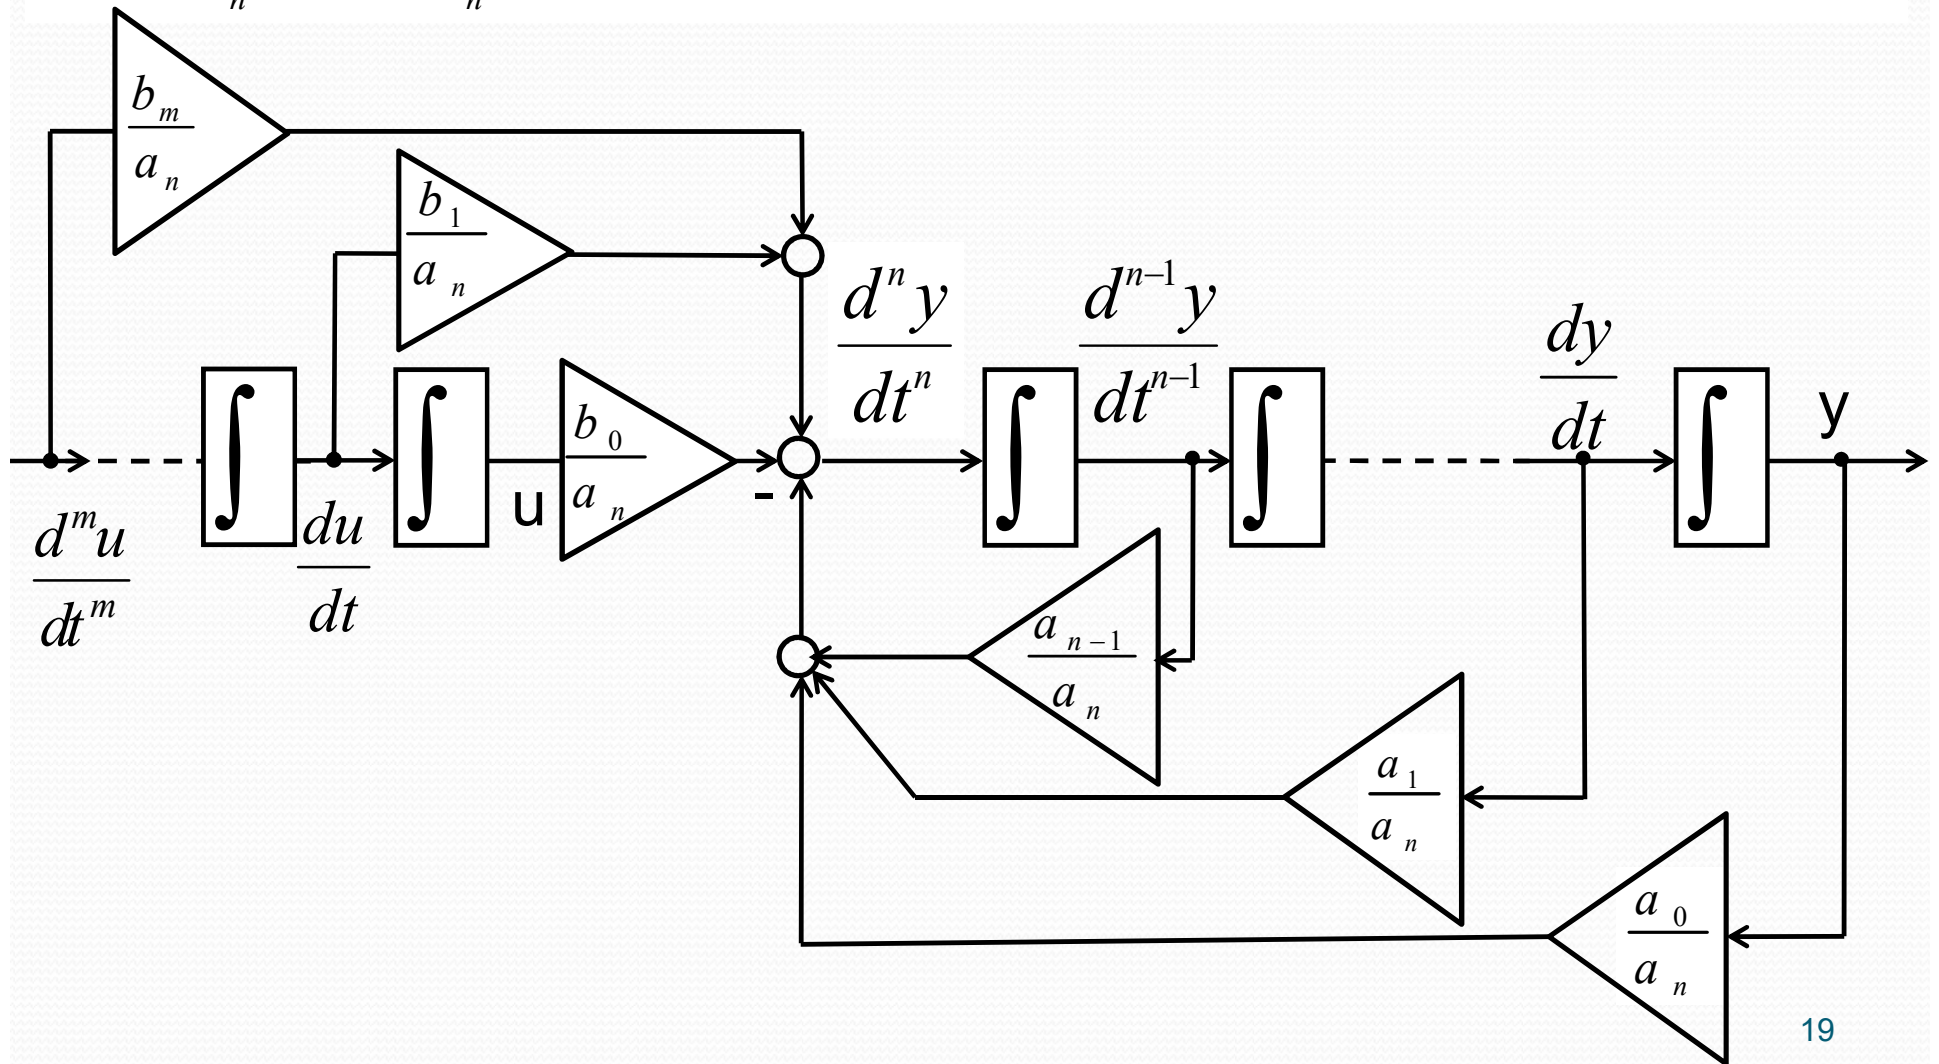 n n
b_m / a_n
b_1 / a_n
d^n y / dt^n
d^{n-1} y / dt^{n-1}
dy / dt
y
∫
∫
b_0 / a_n
∫
∫
∫
u
-
d^m u / dt^m
du / dt
a_{n-1} / a_n
a_1 / a_n
a_0 / a_n
19